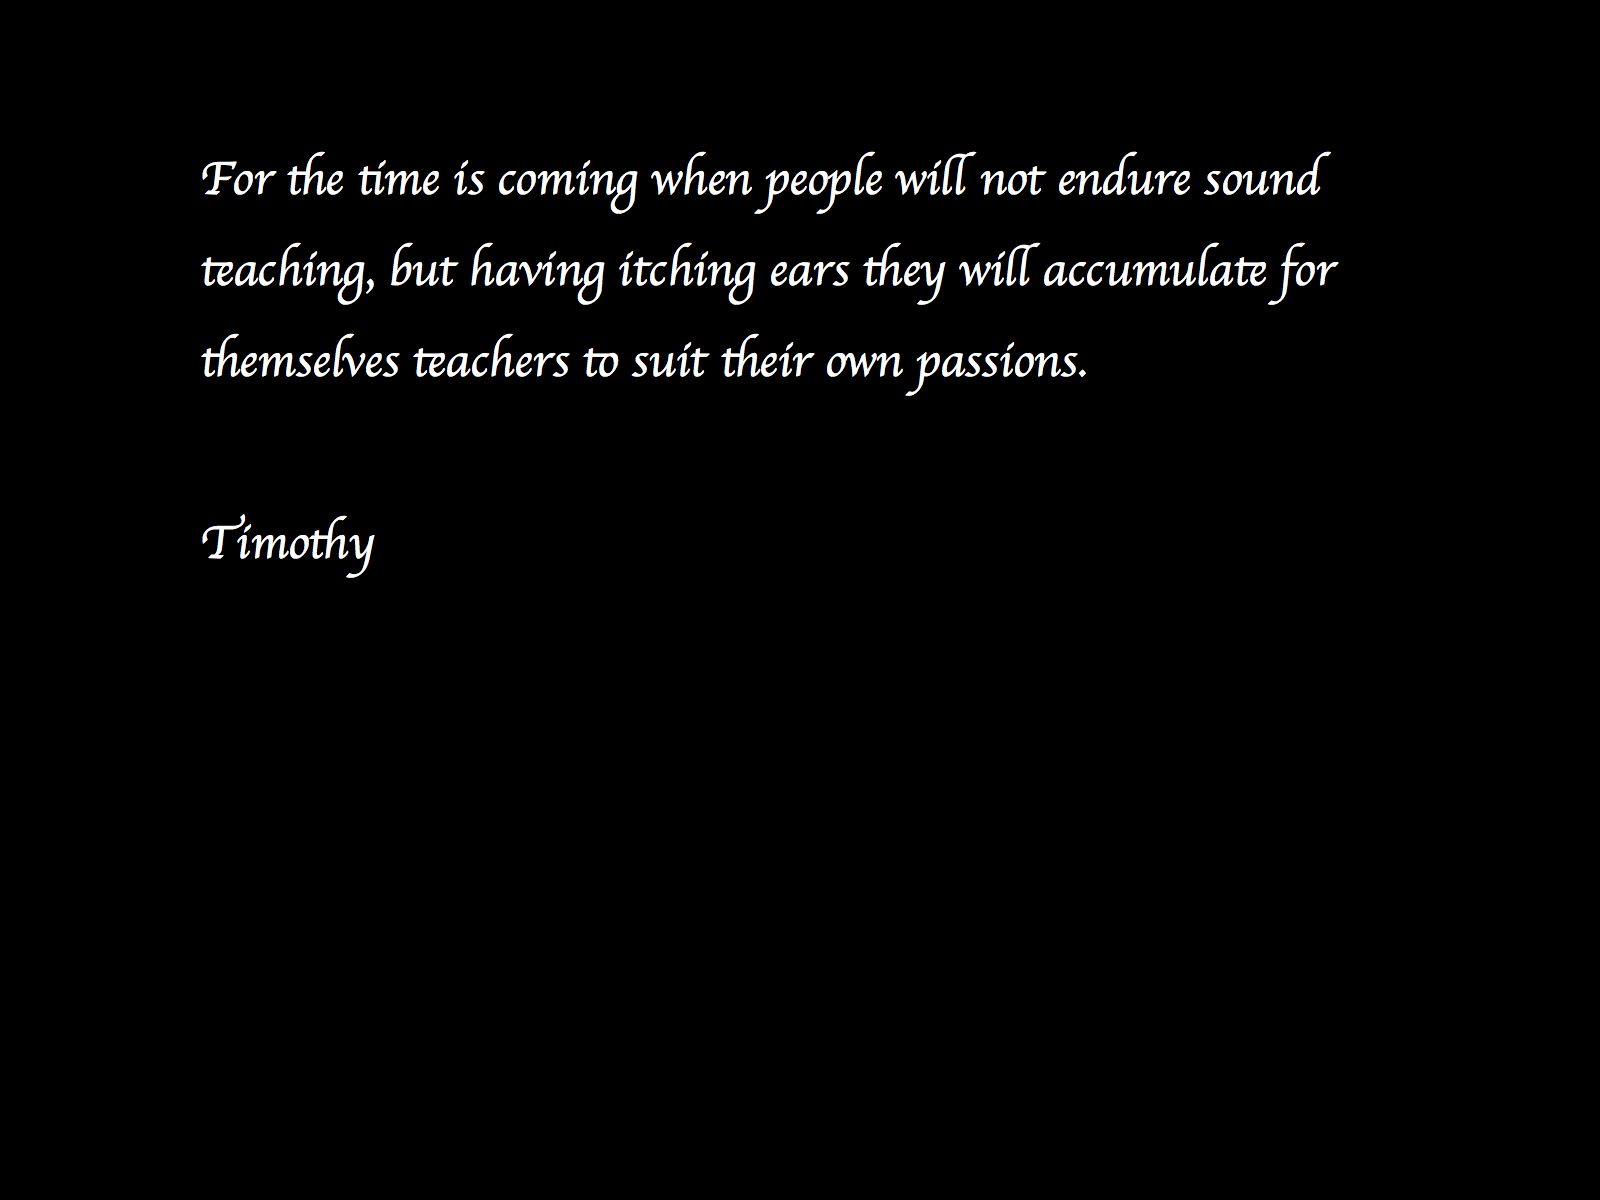 For the time is coming when people will not endure sound
teaching, but having itching ears they will accumulate for
themselves teachers to suit their own passions.
Timothy